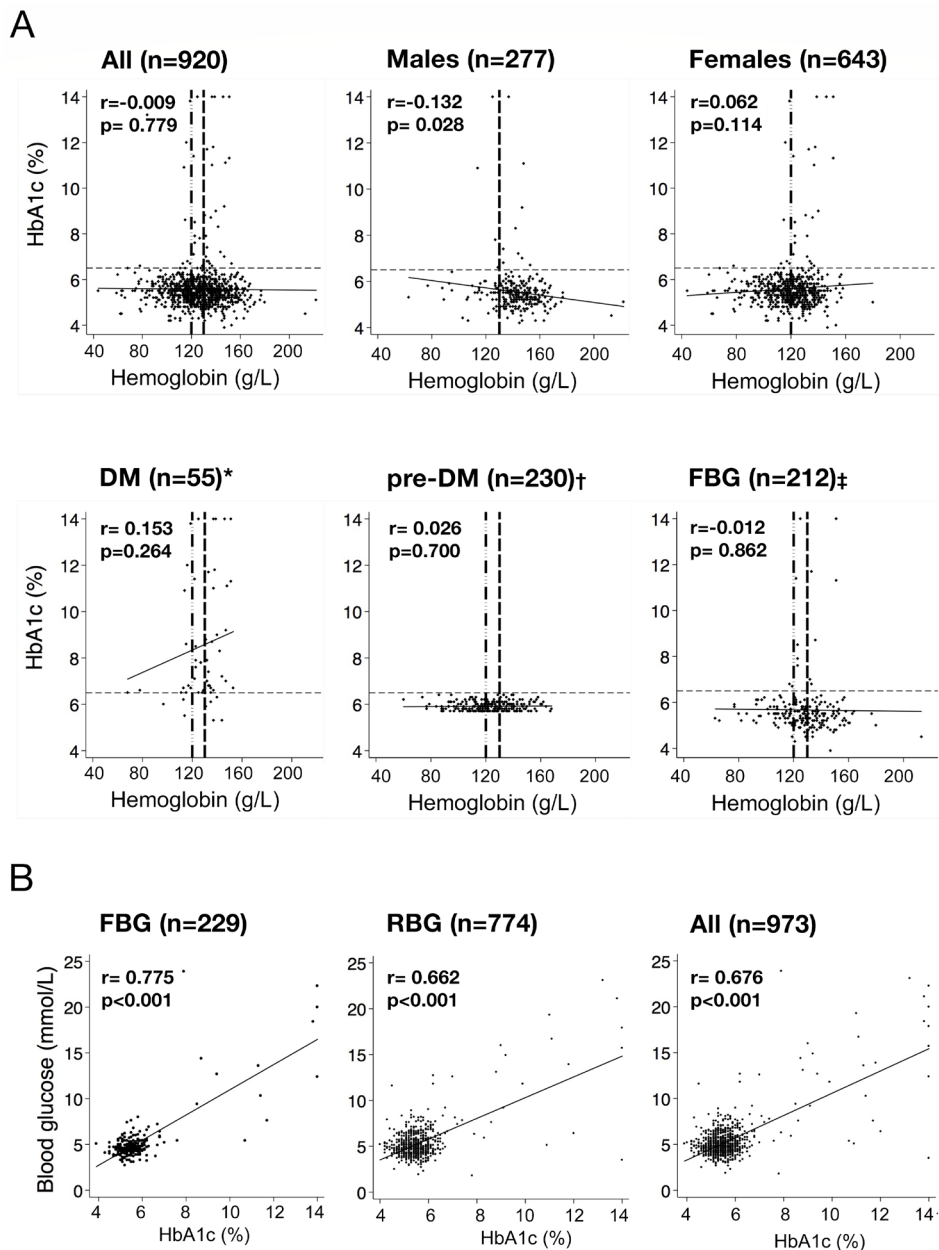 A
All (n=920)
Males (n=277)
Females (n=643)
r=-0.009
p= 0.779
r=-0.132
p= 0.028
r=0.062
p=0.114
HbA1c (%)
14
12
10
8
6
4
14
12
10
8
6
4
14
12
10
8
6
4
40 80 120 160 200
40 80 120 160 200
40 80 120 160 200
Hemoglobin (g/L)
Hemoglobin (g/L)
Hemoglobin (g/L)
DM (n=55)*
pre-DM (n=230)†
FBG (n=212)‡
r= 0.153
p=0.264
r= 0.026
p=0.700
r=-0.012
p= 0.862
HbA1c (%)
14
12
10
8
6
4
14
12
10
8
6
4
14
12
10
8
6
4
40 80 120 160 200
40 80 120 160 200
40 80 120 160 200
Hemoglobin (g/L)
Hemoglobin (g/L)
Hemoglobin (g/L)
B
FBG (n=229)
RBG (n=774)
All (n=973)
r= 0.775
p<0.001
r= 0.662
p<0.001
r= 0.676
p<0.001
Blood glucose (mmol/L)
25
20
15
10
5
0
25
20
15
10
5
0
25
20
15
10
5
0
4 6 8 10 12 14
4 6 8 10 12 14
4 6 8 10 12 14
HbA1c (%)
HbA1c (%)
HbA1c (%)